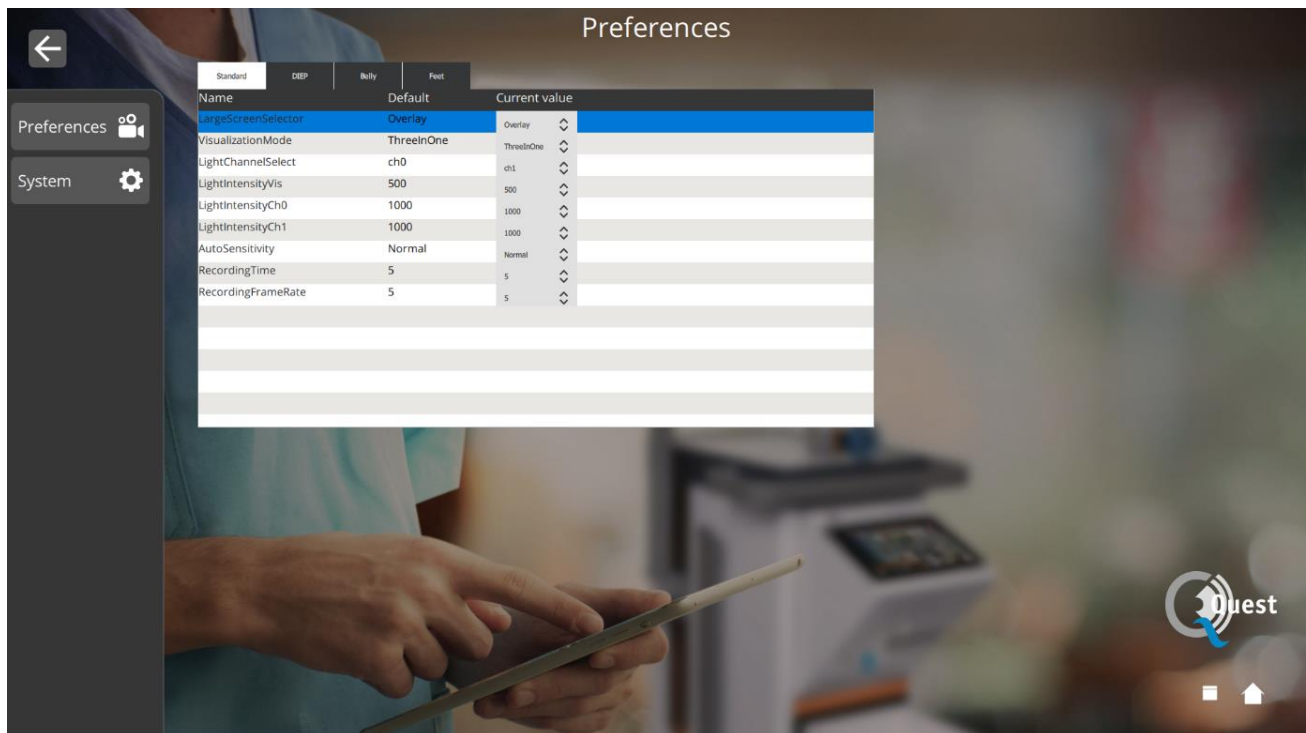 Preferences
Preferences
System
Standard DIEP Belly Feet
Name Default Current value
LargeScreenSelector Overlay Overlay
VisualizationMode ThreeInOne ThreeInOne
LightChannelSelect ch0 ch1
LightIntensityVis 500 500
LightIntensityCh0 1000 1000
LightIntensityCh1 1000 1000
AutoSensitivity Normal Normal
RecordingTime 5 5
RecordingFrameRate 5 5
Quest